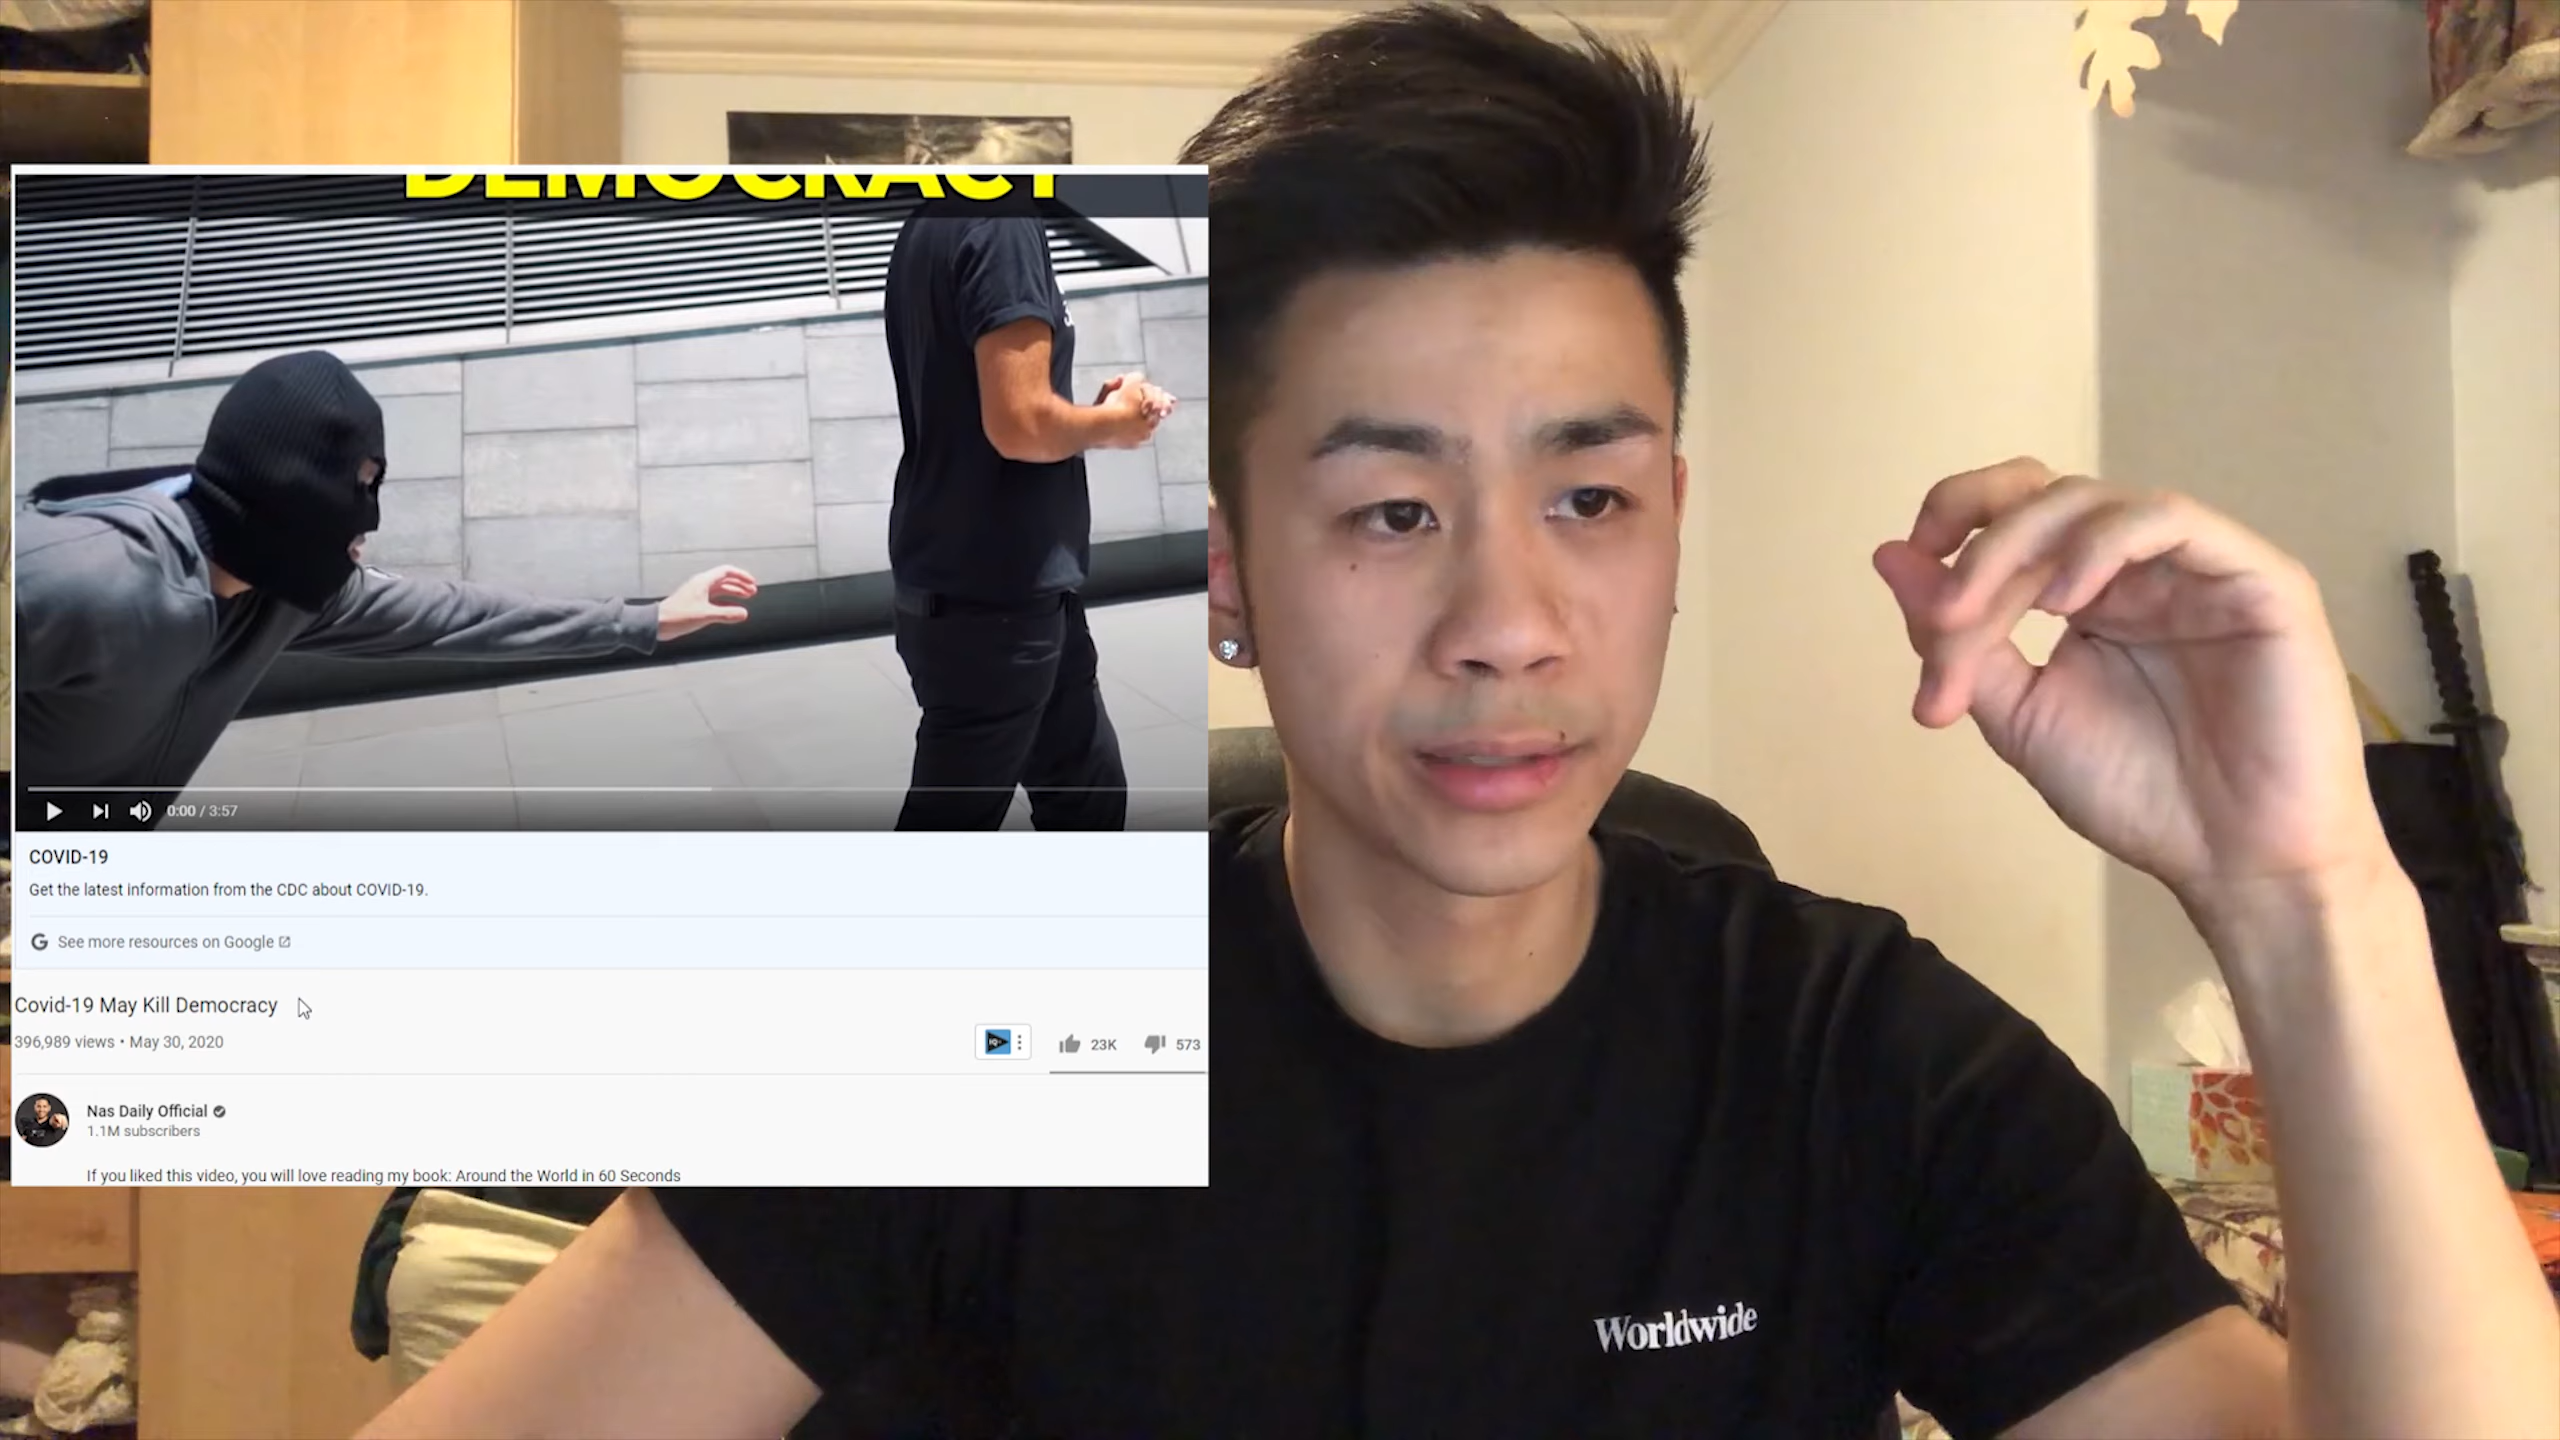 DEMOCRACY
0:00 / 3:57
COVID-19
Get the latest information from the CDC about COVID-19.
G See more resources on Google
Covid-19 May Kill Democracy
396,989 views • May 30, 2020
IQ
23K
573
Nas Daily Official
1.1M subscribers
If you liked this video, you will love reading my book: Around the World in 60 Seconds
Worldwide